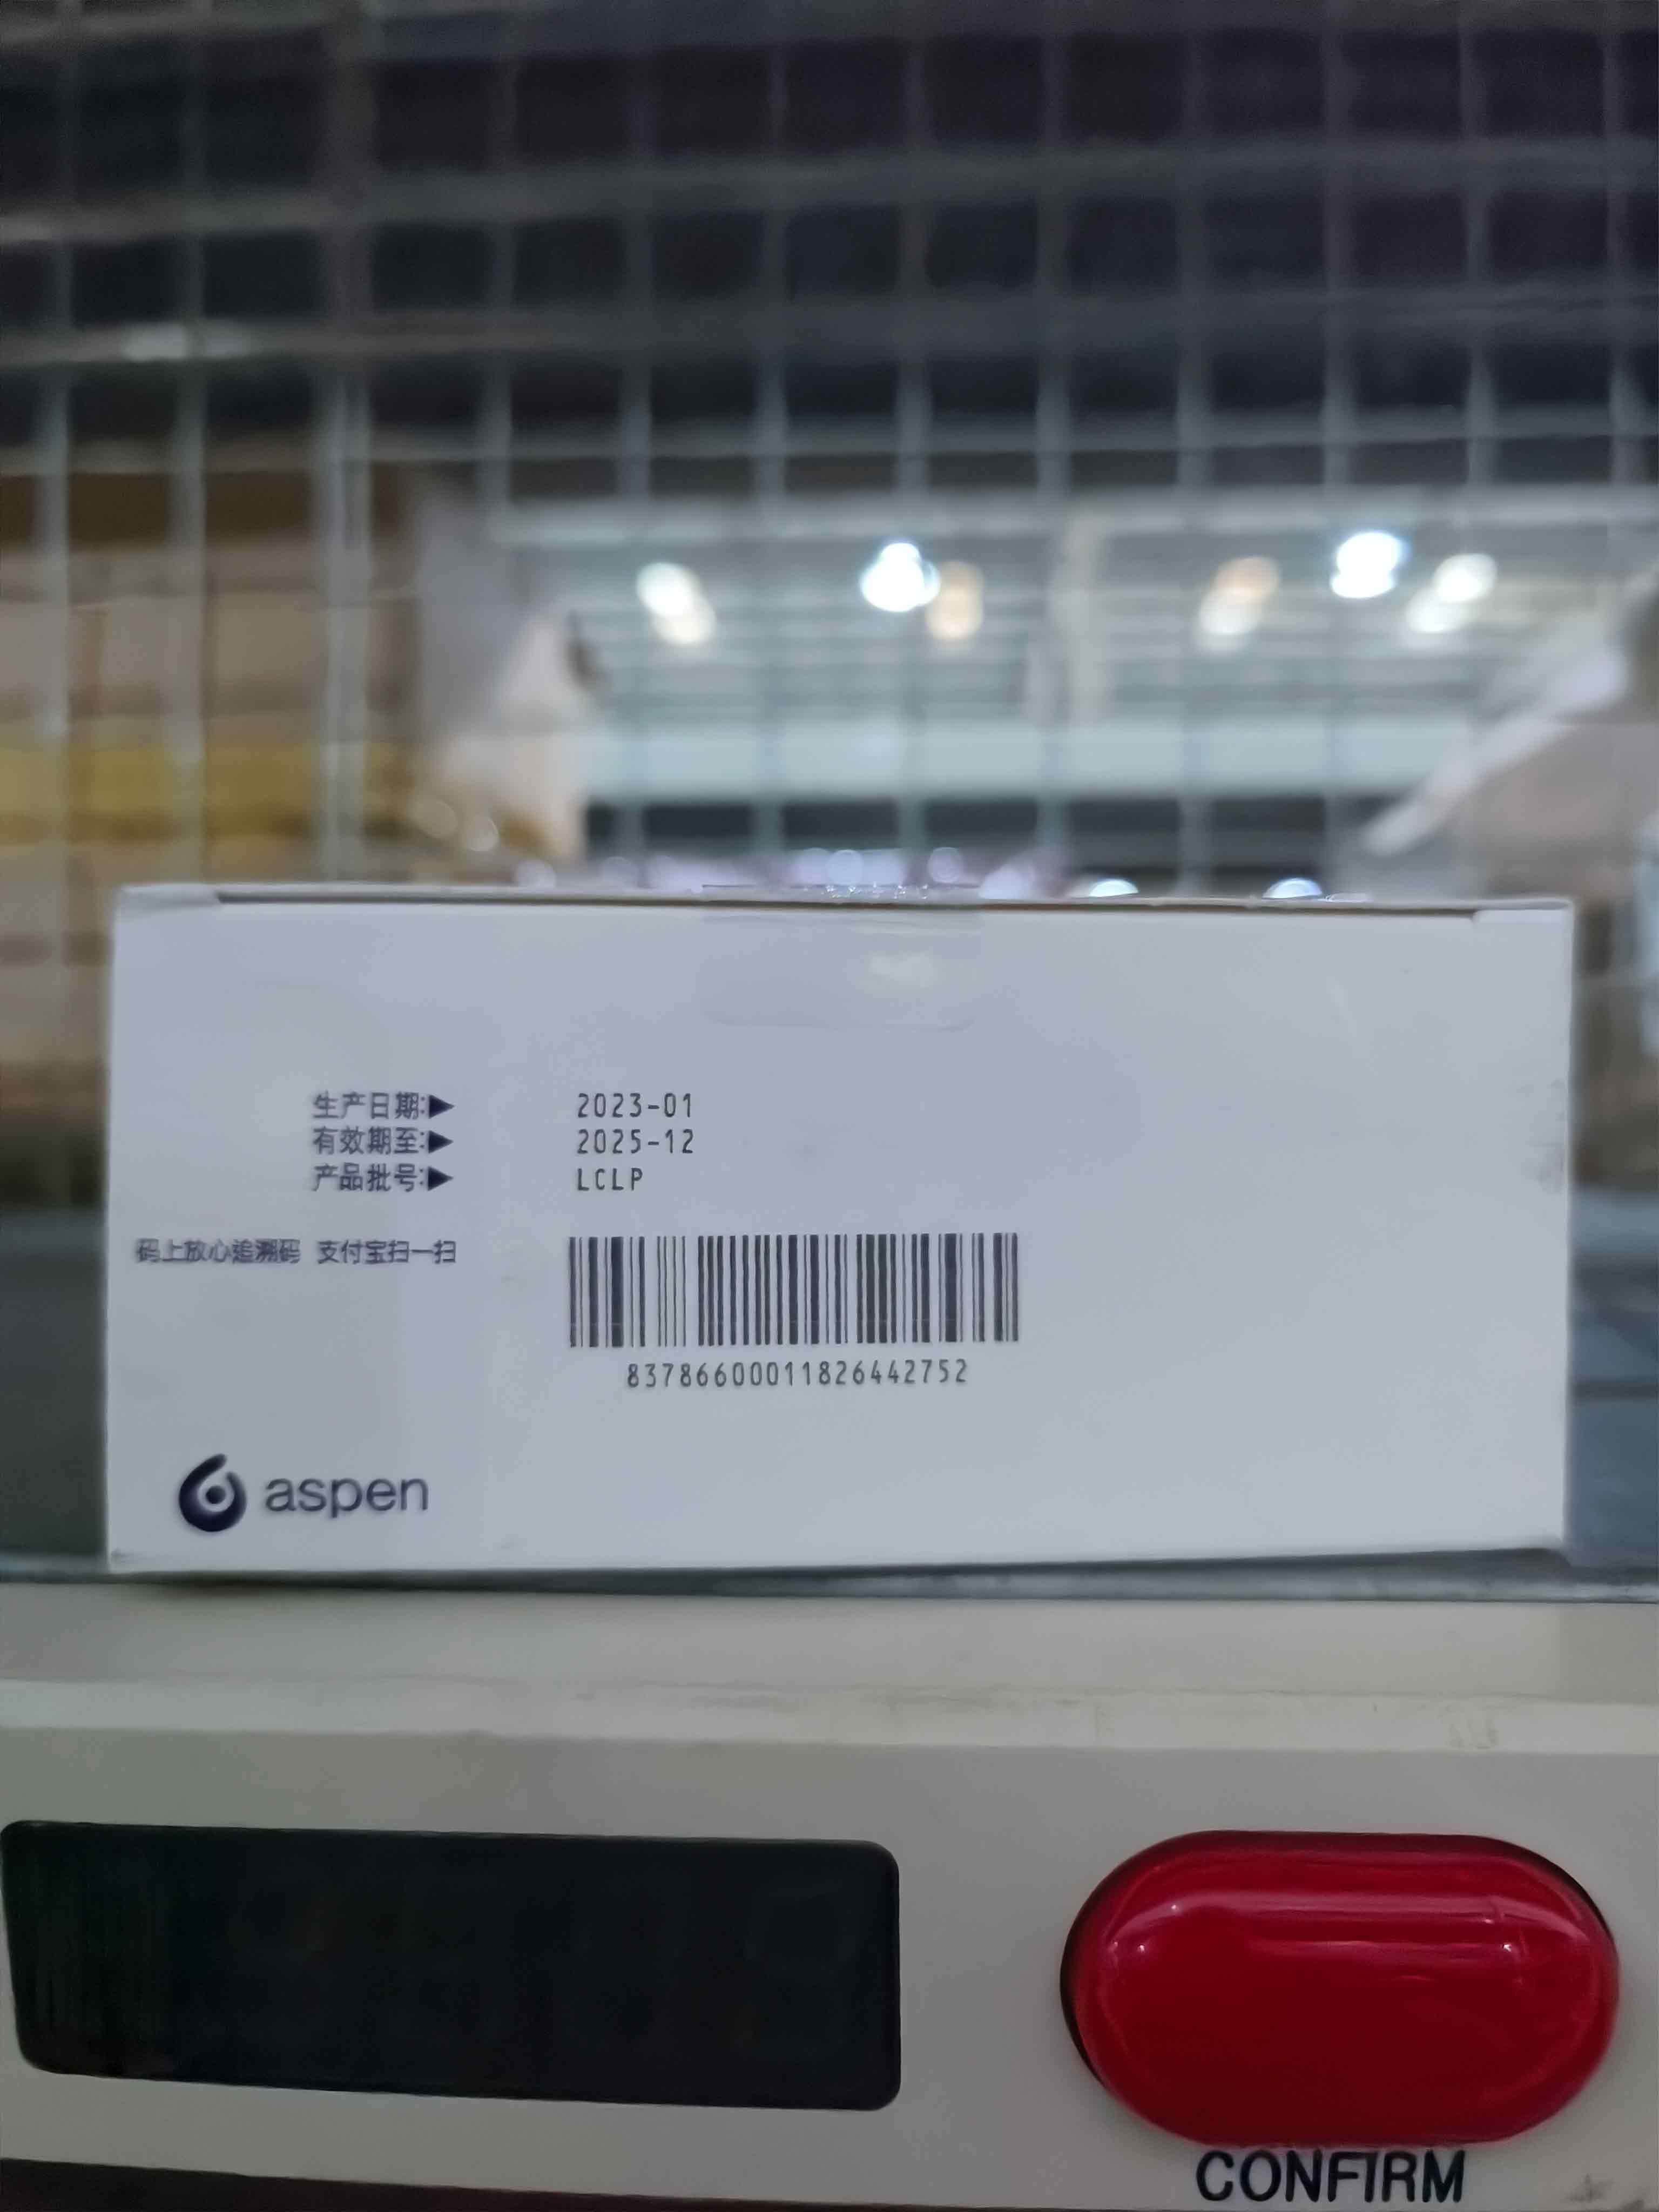 生产日期:▶ 2023-01
有效期至:▶ 2025-12
产品批号:▶ LCLP
码上放心追溯码 支付宝扫一扫
83786600011826442752
aspen
CONFIRM